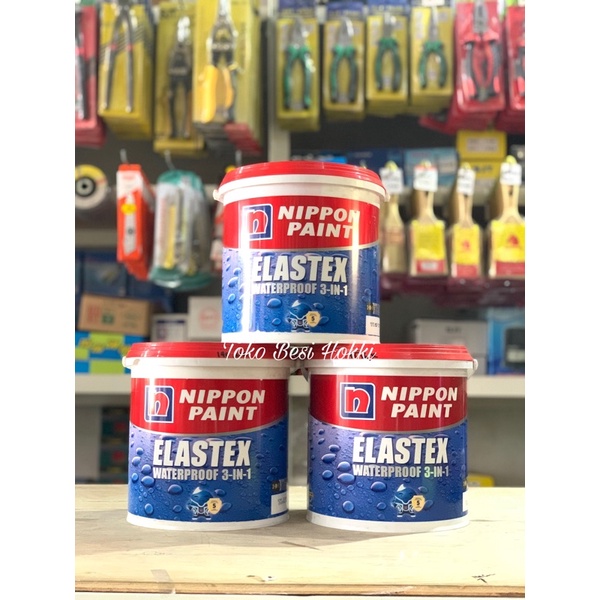 NIPPON
PAINT
ELASTEX
WATERPROOF 3-IN-1
Toko Besi Hokky
NIPPON
PAINT
ELASTEX
WATERPROOF 3-IN-1
NIPPON
PAINT
ELASTEX
WATERPROOF 3-IN-1